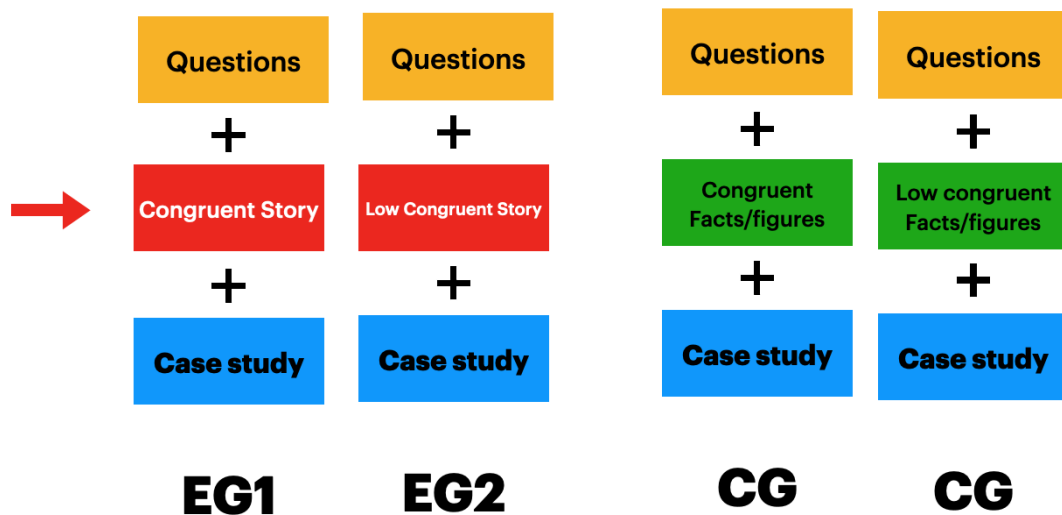 Questions
Questions
Questions
Questions
+
+
+
+
Congruent Story
Low Congruent Story
Congruent
Facts/figures
Low congruent
Facts/figures
+
+
+
+
Case study
Case study
Case study
Case study
EG1
EG2
CG
CG